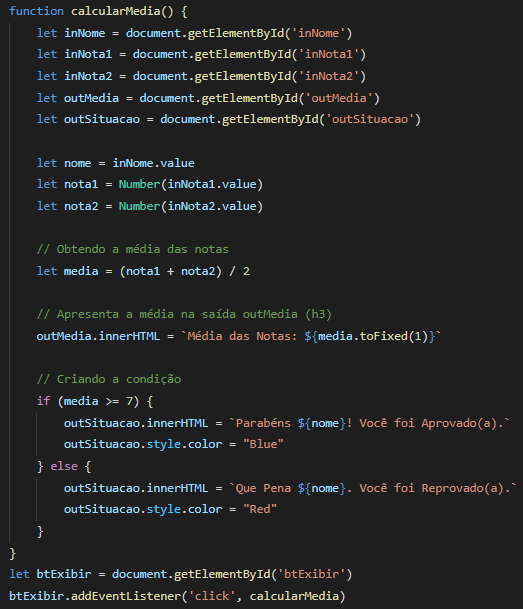 function calcularMedia() {
    let inNome = document.getElementById('inNome')
    let inNota1 = document.getElementById('inNota1')
    let inNota2 = document.getElementById('inNota2')
    let outMedia = document.getElementById('outMedia')
    let outSituacao = document.getElementById('outSituacao')

    let nome = inNome.value
    let nota1 = Number(inNota1.value)
    let nota2 = Number(inNota2.value)

    // Obtendo a média das notas
    let media = (nota1 + nota2) / 2

    // Apresenta a média na saída outMedia (h3)
    outMedia.innerHTML = `Média das Notas: ${media.toFixed(1)}`

    // Criando a condição
    if (media >= 7) {
        outSituacao.innerHTML = `Parabéns ${nome}! Você foi Aprovado(a).`
        outSituacao.style.color = "Blue"
    } else {
        outSituacao.innerHTML = `Que Pena ${nome}. Você foi Reprovado(a).`
        outSituacao.style.color = "Red"
    }
}
let btExibir = document.getElementById('btExibir')
btExibir.addEventListener('click', calcularMedia)